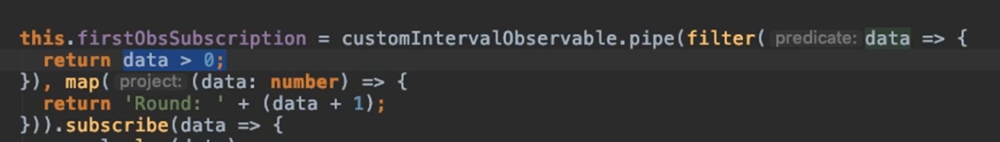 this.firstObsSubscription = customIntervalObservable.pipe(filter( predicate: data => {
return data > 0;
}), map( project: (data: number) => {
return 'Round: ' + (data + 1);
})).subscribe(data => {